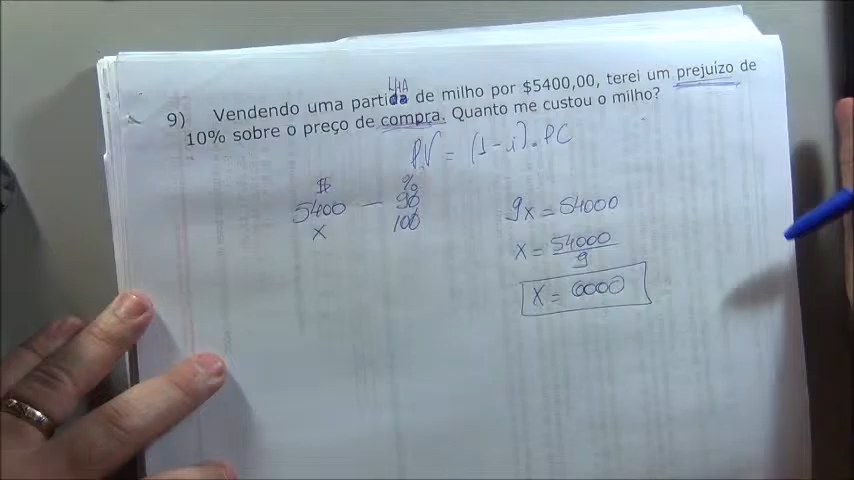 LHA
9) Vendendo uma partida de milho por $5400,00, terei um prejuízo de
10% sobre o preço de compra. Quanto me custou o milho?
PV = (1 - i) . PC
$ %
5400 — 90
X 100
9x = 54000
x = 54000
9
X = 6000